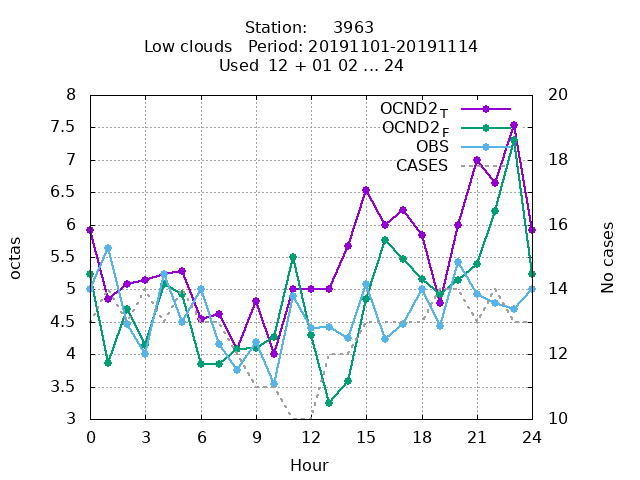 Station: 3963
Low clouds Period: 20191101-20191114
Used 12 + 01 02 ... 24
8 20
OCND2T
7.5 OCND2F
OBS
7 CASES 18
6.5
6 16
5.5
octas No cases
5 14
4.5
4 12
3.5
3 10
0 3 6 9 12 15 18 21 24
Hour